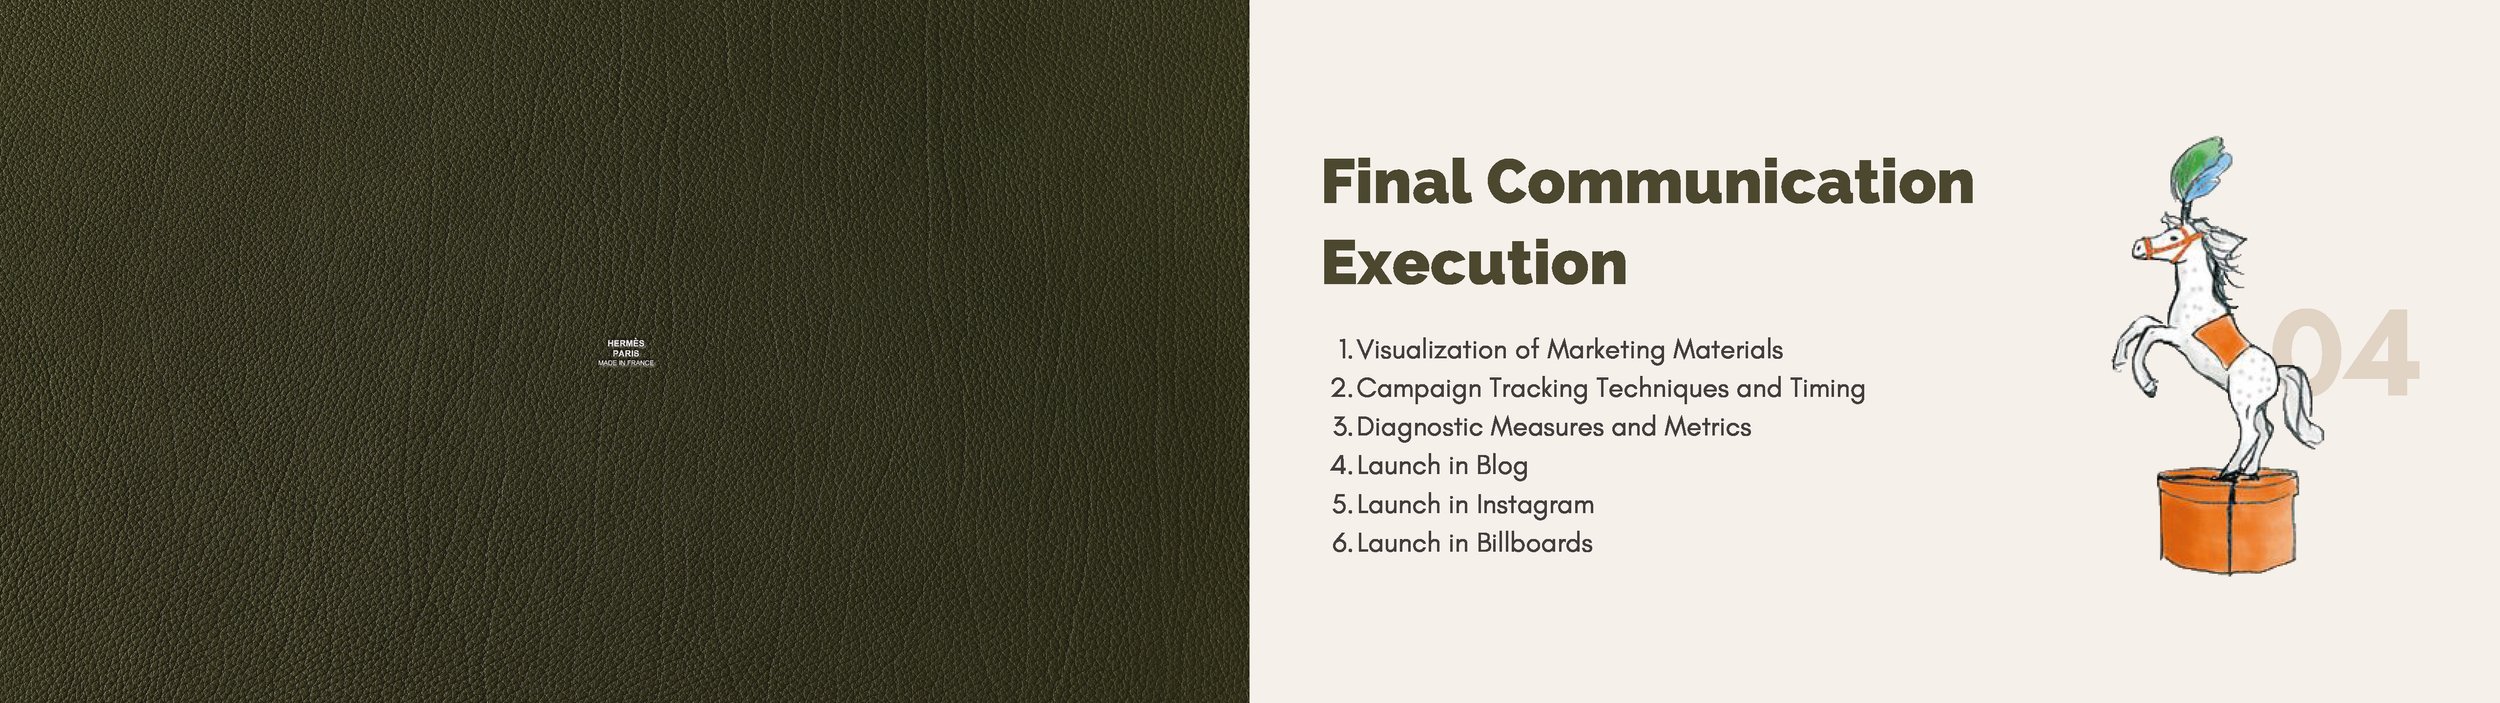 HERMÈS
PARIS
MADE IN FRANCE
Final Communication
Execution
1. Visualization of Marketing Materials
2. Campaign Tracking Techniques and Timing
3. Diagnostic Measures and Metrics
4. Launch in Blog
5. Launch in Instagram
6. Launch in Billboards
04